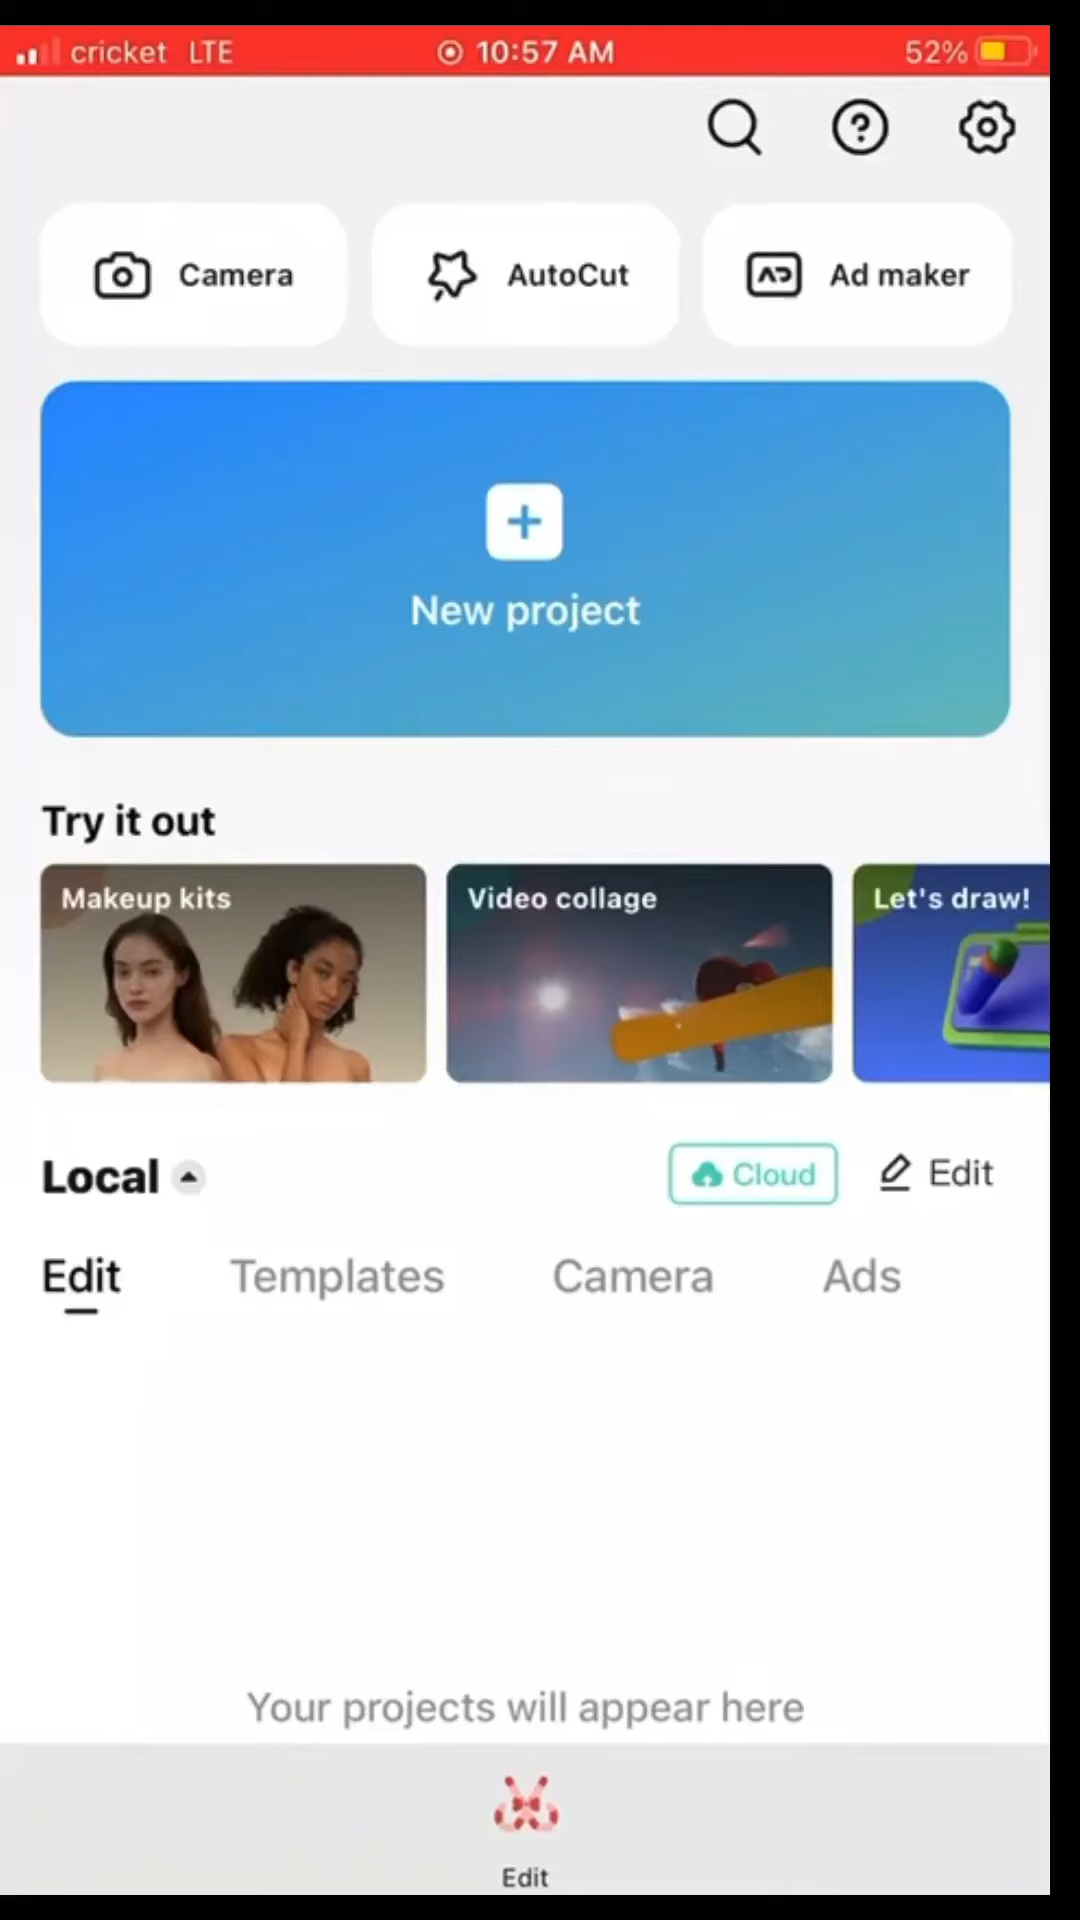 cricket LTE 10:57 AM 52%
Camera AutoCut Ad maker
New project
Try it out
Makeup kits Video collage Let's draw!
Local Cloud Edit
Edit Templates Camera Ads
Your projects will appear here
Edit